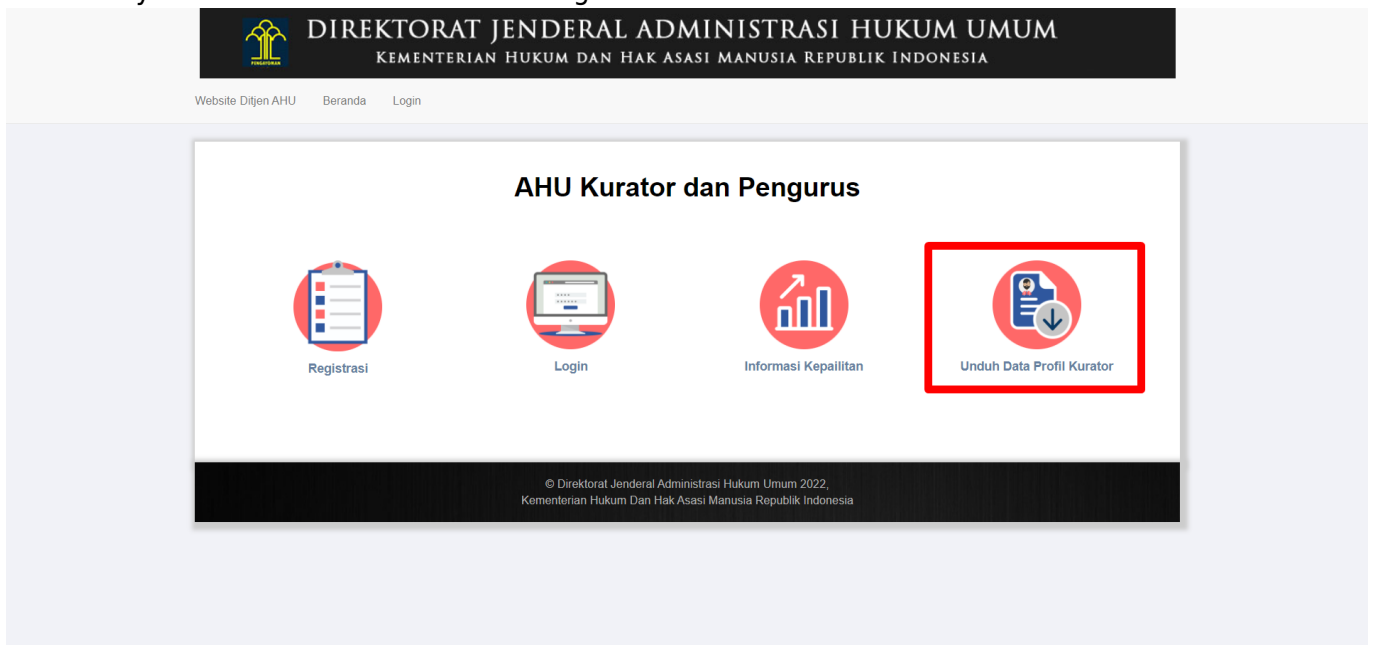 DIREKTORAT JENDERAL ADMINISTRASI HUKUM UMUM
KEMENTERIAN HUKUM DAN HAK ASASI MANUSIA REPUBLIK INDONESIA
PENGAYOMAN
Website Ditjen AHU Beranda Login
AHU Kurator dan Pengurus
Registrasi Login Informasi Kepailitan Unduh Data Profil Kurator
© Direktorat Jenderal Administrasi Hukum Umum 2022,
Kementerian Hukum Dan Hak Asasi Manusia Republik Indonesia